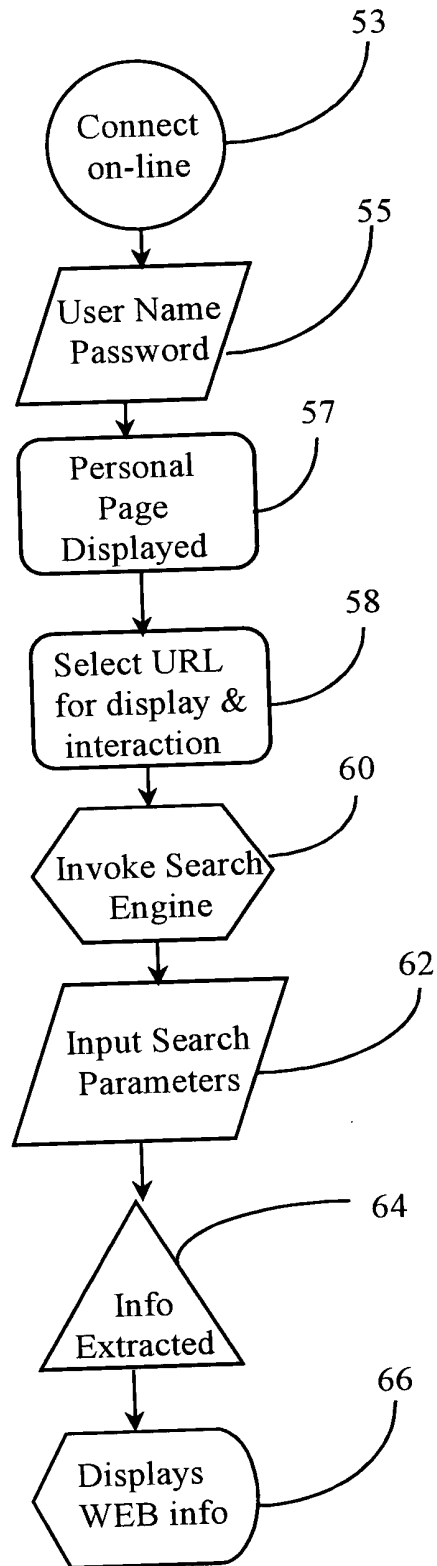 53
Connect
on-line
55
User Name
Password
57
Personal
Page
Displayed
58
Select URL
for display &
interaction
60
Invoke Search
Engine
62
Input Search
Parameters
64
Info
Extracted
66
Displays
WEB info